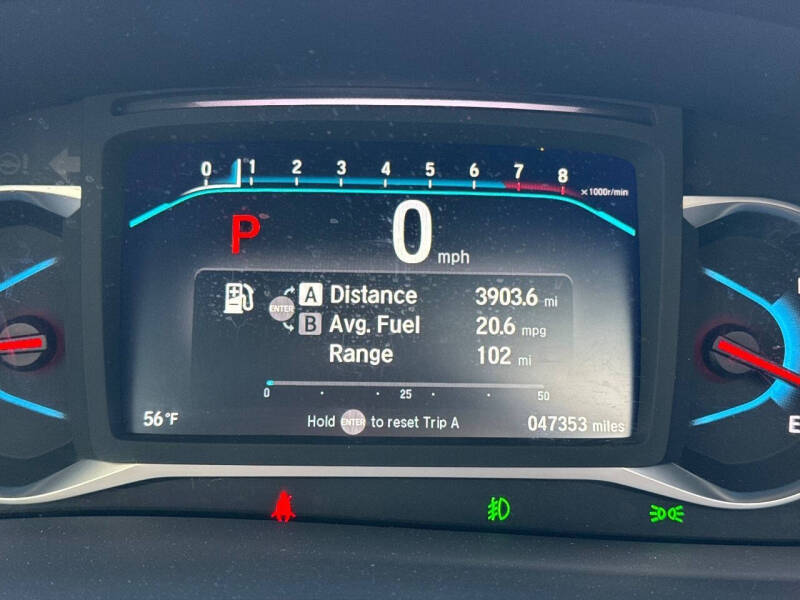 0 1 2 3 4 5 6 7 8
×1000r/min
P 0 mph
ENTER
A Distance 3903.6 mi
B Avg. Fuel 20.6 mpg
Range 102 mi
0 25 50
56°F Hold ENTER to reset Trip A 047353 miles
E